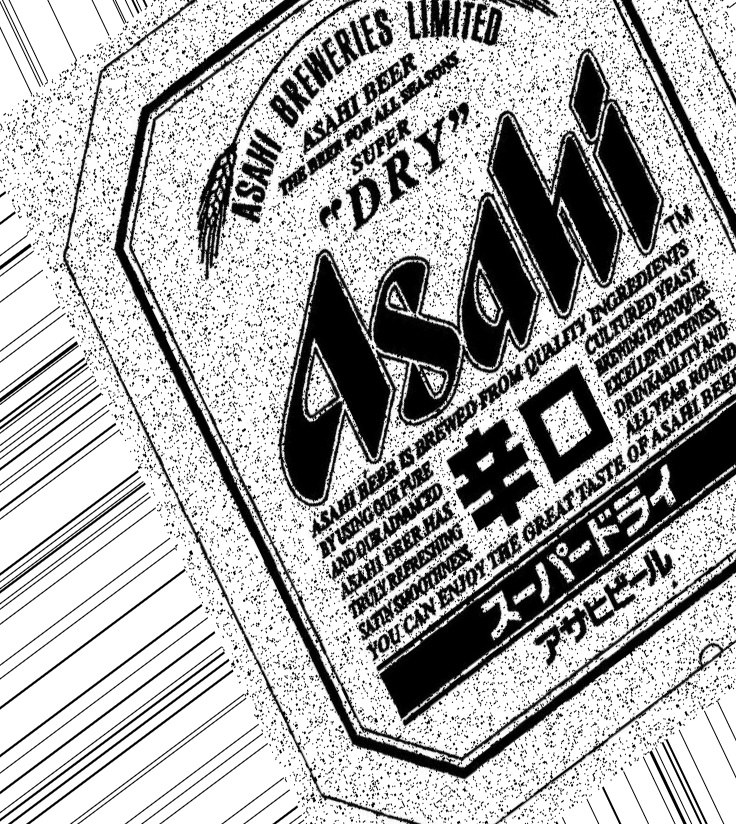 ASAHI BREWERIES LIMITED
ASAHI BEER
THE BEER FOR ALL SEASONS
SUPER
"DRY"
Asahi TM
ASAHI BEER IS BREWED FROM QUALITY INGREDIENTS
BY USING OUR PURE CULTURED YEAST
AND OUR ADVANCED BREWING TECHNIQUES.
ASAHI BEER HAS EXCELLENT RICHNESS,
TRULY REFRESHING DRINKABILITY AND
SATIN SMOOTHNESS. ALL YEAR ROUND
辛口
YOU CAN ENJOY THE GREAT TASTE OF ASAHI BEER
スーパードライ
アサヒビール